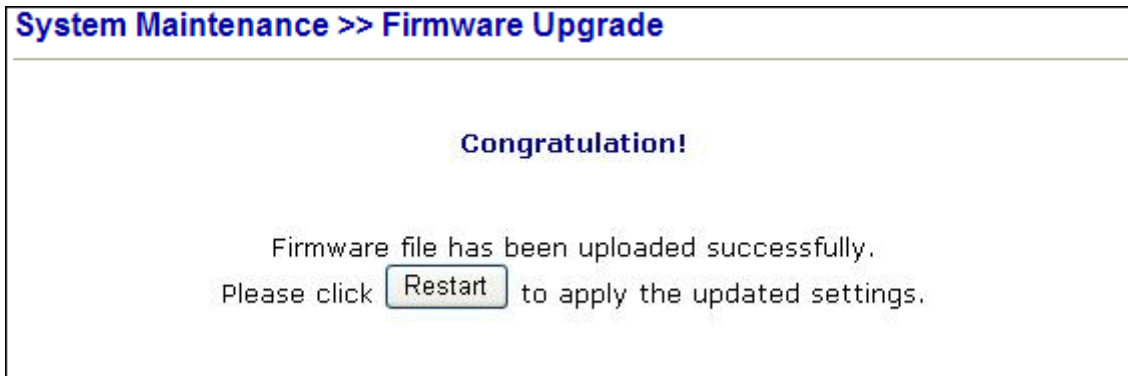 System Maintenance >> Firmware Upgrade
Congratulation!
Firmware file has been uploaded successfully.
Please click Restart to apply the updated settings.